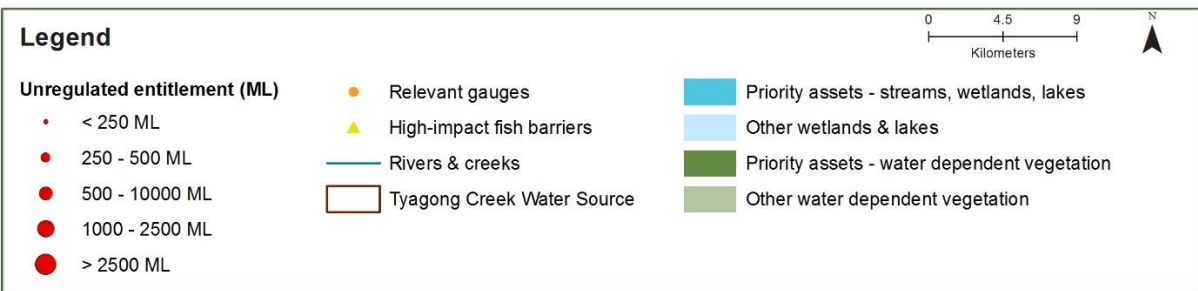 Legend
0 4.5 9
Kilometers
N
Unregulated entitlement (ML)
< 250 ML
250 - 500 ML
500 - 10000 ML
1000 - 2500 ML
> 2500 ML
Relevant gauges
High-impact fish barriers
Rivers & creeks
Tyagong Creek Water Source
Priority assets - streams, wetlands, lakes
Other wetlands & lakes
Priority assets - water dependent vegetation
Other water dependent vegetation